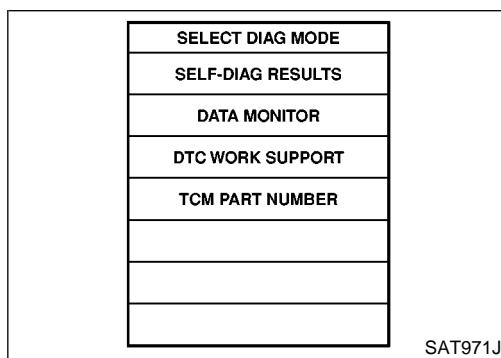 SELECT DIAG MODE
SELF-DIAG RESULTS
DATA MONITOR
DTC WORK SUPPORT
TCM PART NUMBER
SAT971J